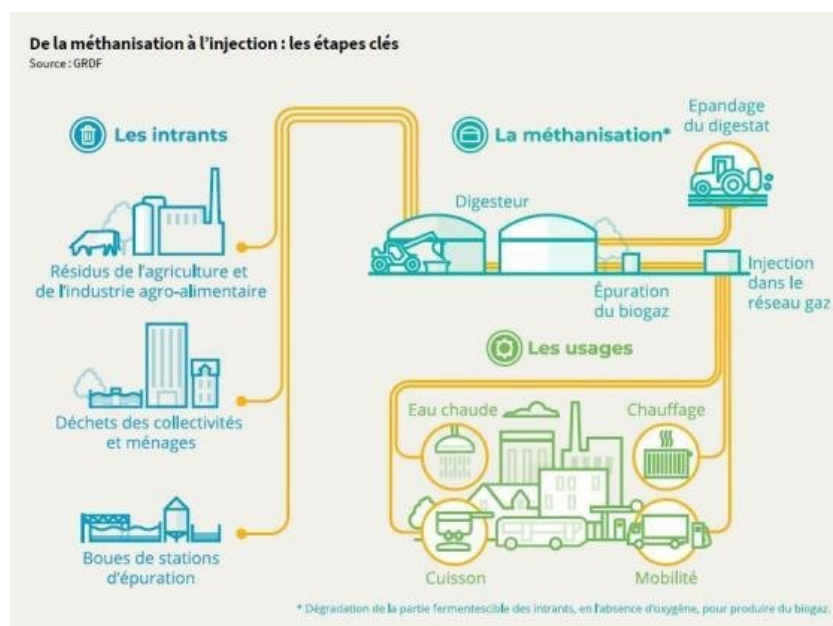 De la méthanisation à l'injection : les étapes clés
Source : GRDF
Les intrants
Résidus de l'agriculture et
de l'industrie agro-alimentaire
Déchets des collectivités
et ménages
Boues de stations
d'épuration
La méthanisation*
Epandage
du digestat
Digesteur
Épuration
du biogaz
Injection
dans le
réseau gaz
Les usages
Eau chaude
Chauffage
Cuisson
Mobilité
* Dégradation de la partie fermentescible des intrants, en l'absence d'oxygène, pour produire du biogaz.